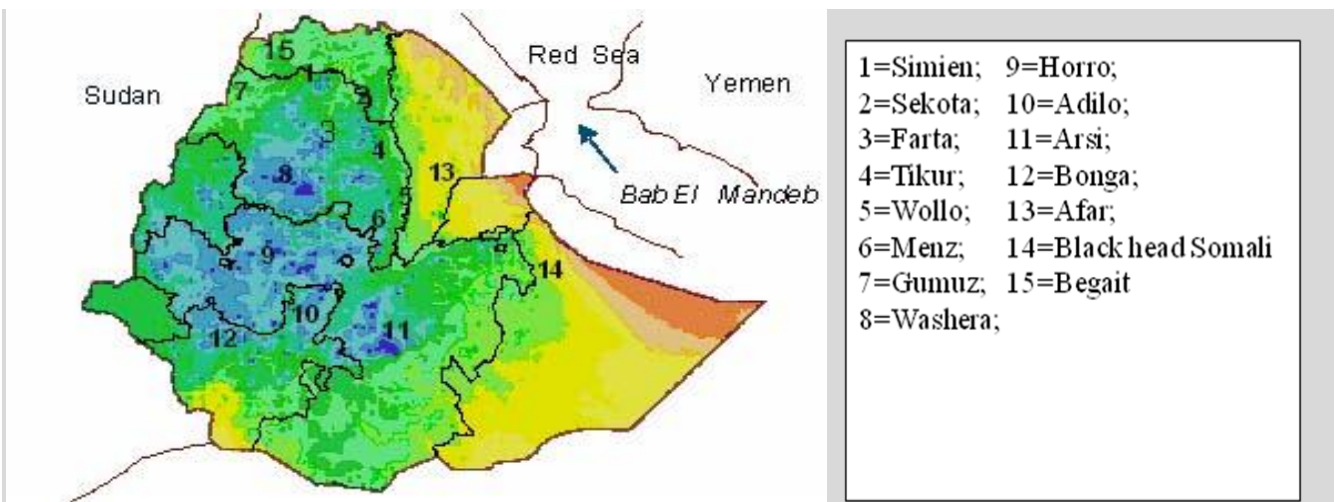 15
Red Sea
1
7
Sudan
2
Yemen
3
4
8
13
5
Bab El Mandeb
6
9
14
10
11
12
1=Simien; 9=Horro;
2=Sekota; 10=Adilo;
3=Farta; 11=Arsi;
4=Tikur; 12=Bonga;
5=Wollo; 13=Afar;
6=Menz; 14=Black head Somali
7=Gumuz; 15=Begait
8=Washera;